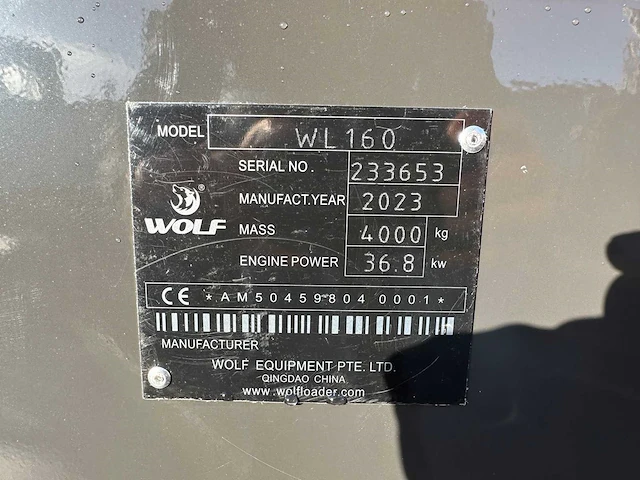 MODEL WL160
SERIAL NO. 233653
MANUFACT.YEAR 2023
®
WOLF
MASS 4000 kg
ENGINE POWER 36.8 kw
CE *AM50459804 0001*
MANUFACTURER
WOLF EQUIPMENT PTE. LTD.
QINGDAO CHINA
www.wolfloader.com